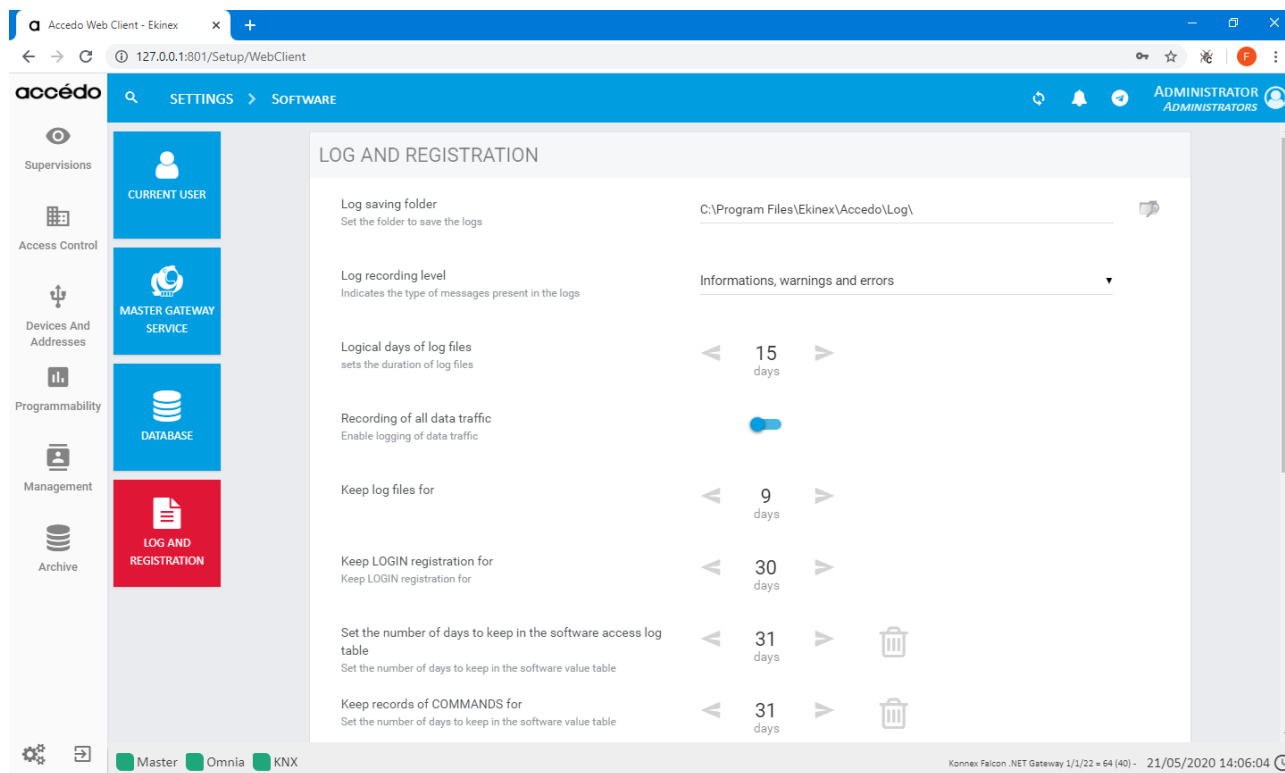 Accedo Web Client - Ekinex
127.0.0.1:801/Setup/WebClient
F
accédo
SETTINGS > SOFTWARE
ADMINISTRATOR
ADMINISTRATORS
Supervisions
Access Control
Devices And
Addresses
Programmability
Management
Archive
CURRENT USER
MASTER GATEWAY
SERVICE
DATABASE
LOG AND
REGISTRATION
LOG AND REGISTRATION
Log saving folder
Set the folder to save the logs
C:\Program Files\Ekinex\Accedo\Log\
Log recording level
Indicates the type of messages present in the logs
Informations, warnings and errors
Logical days of log files
sets the duration of log files
15
days
Recording of all data traffic
Enable logging of data traffic
Keep log files for
9
days
Keep LOGIN registration for
Keep LOGIN registration for
30
days
Set the number of days to keep in the software access log
table
Set the number of days to keep in the software value table
31
days
Keep records of COMMANDS for
Set the number of days to keep in the software value table
31
days
Master Omnia KNX
Konnex Falcon .NET Gateway 1/1/22 = 64 (40) - 21/05/2020 14:06:04